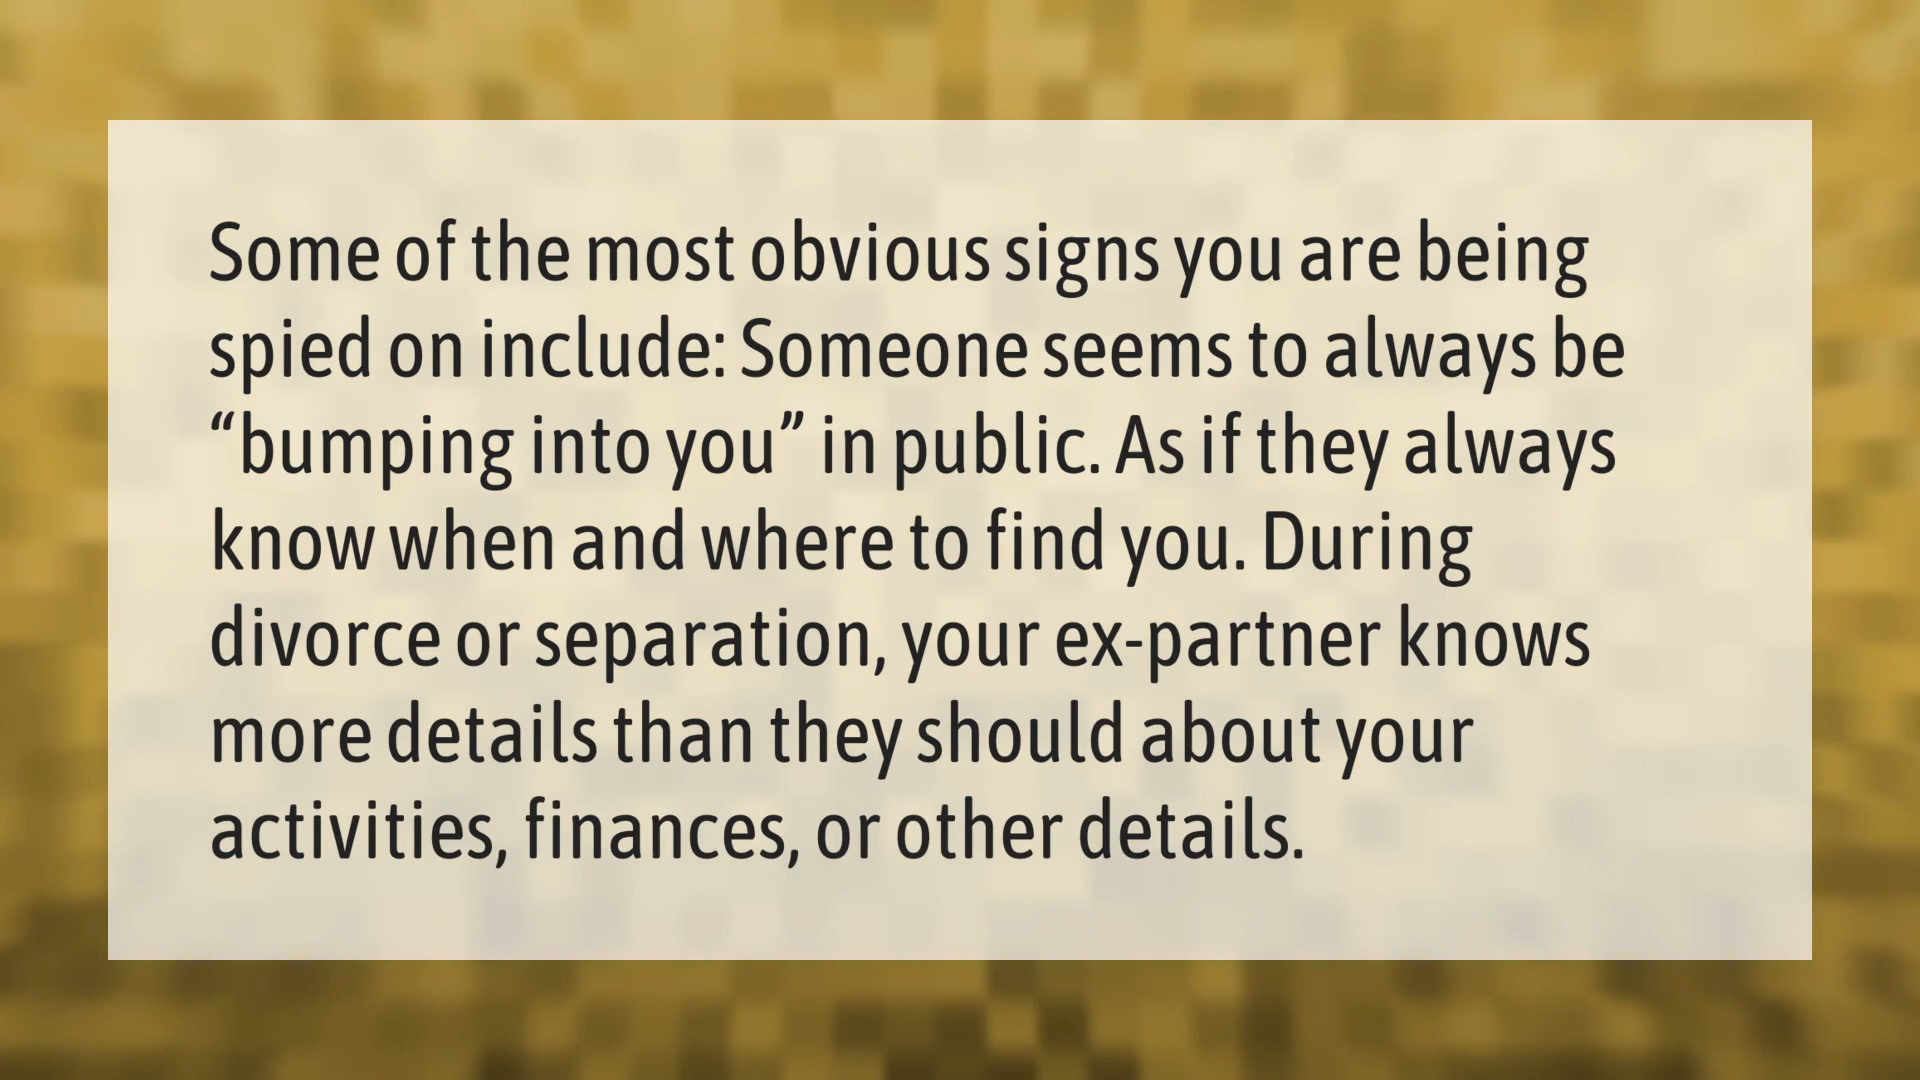 Some of the most obvious signs you are being
spied on include: Someone seems to always be
“bumping into you” in public. As if they always
know when and where to find you. During
divorce or separation, your ex-partner knows
more details than they should about your
activities, finances, or other details.